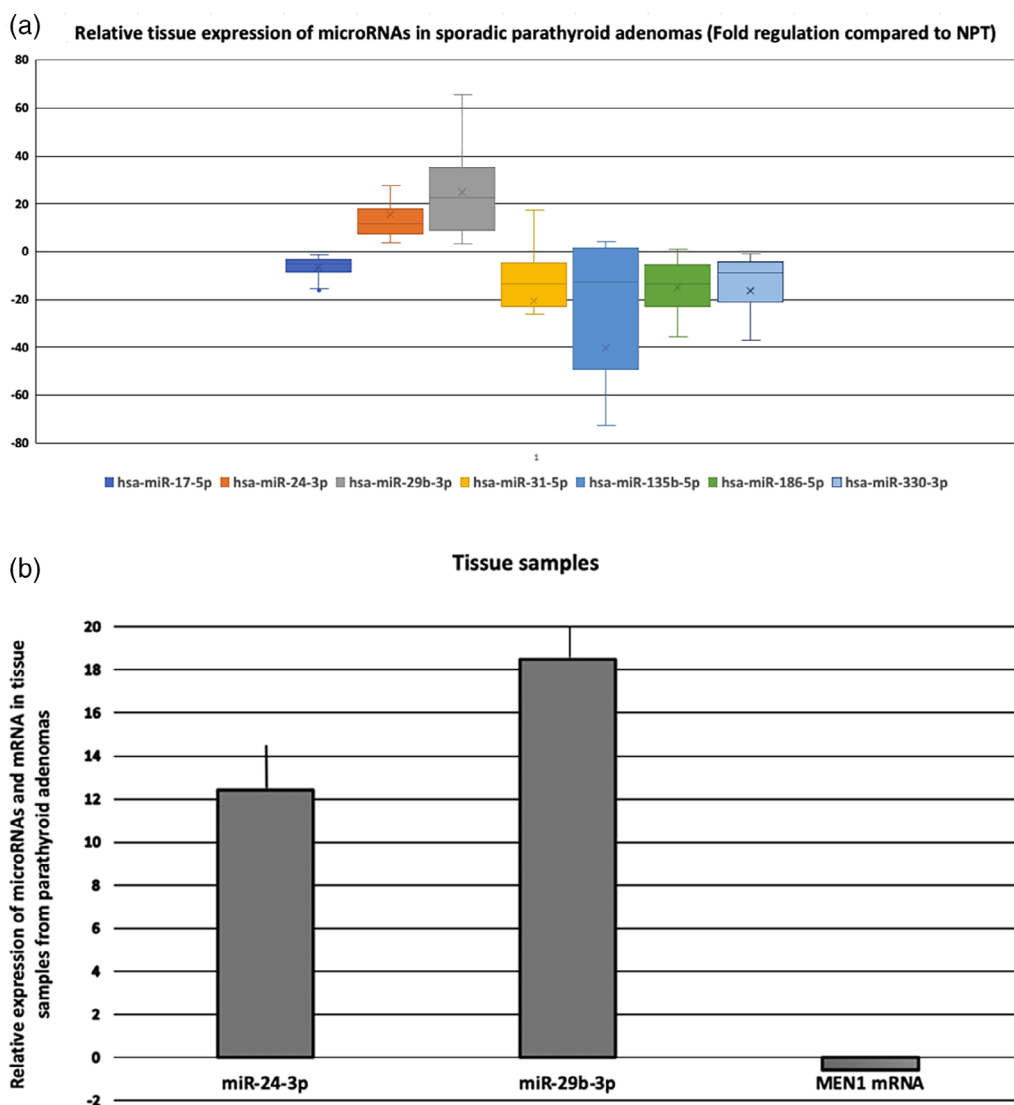 (a)
Relative tissue expression of microRNAs in sporadic parathyroid adenomas (Fold regulation compared to NPT)
80
60
40
20
0
-20
-40
-60
-80
1
hsa-miR-17-5p hsa-miR-24-3p hsa-miR-29b-3p hsa-miR-31-5p hsa-miR-135b-5p hsa-miR-186-5p hsa-miR-330-3p
(b)
Tissue samples
Relative expression of microRNAs and mRNA in tissue
samples from parathyroid adenomas
20
18
16
14
12
10
8
6
4
2
0
-2
miR-24-3p miR-29b-3p MEN1 mRNA